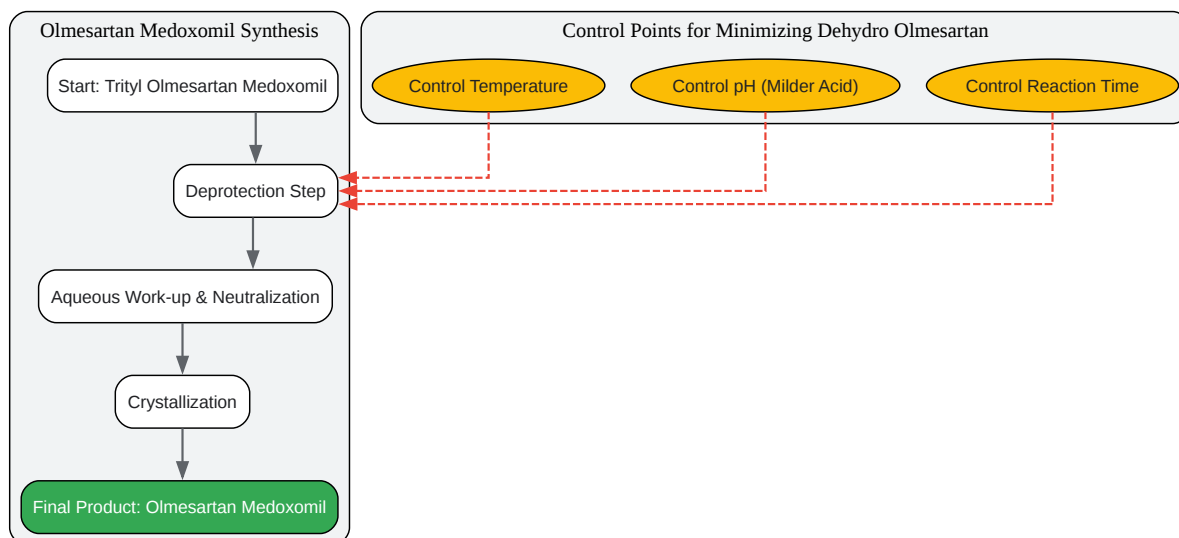 Olmesartan Medoxomil Synthesis
Start: Trityl Olmesartan Medoxomil
Deprotection Step
Aqueous Work-up & Neutralization
Crystallization
Final Product: Olmesartan Medoxomil
Control Points for Minimizing Dehydro Olmesartan
Control Temperature
Control pH (Milder Acid)
Control Reaction Time